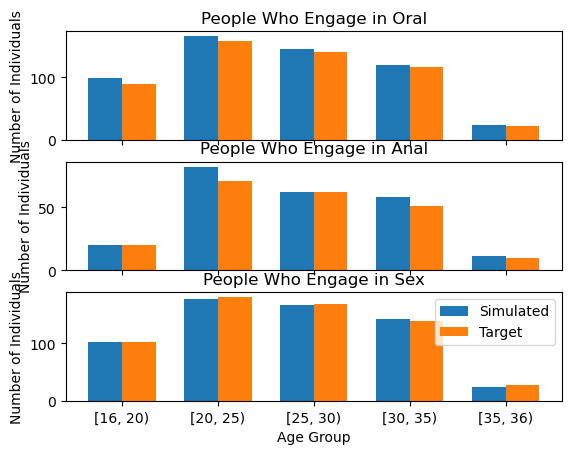 People Who Engage in Oral
Number of Individuals
100
0
People Who Engage in Anal
Number of Individuals
50
0
People Who Engage in Sex
Number of Individuals
100
0
Simulated
Target
[16, 20) [20, 25) [25, 30) [30, 35) [35, 36)
Age Group